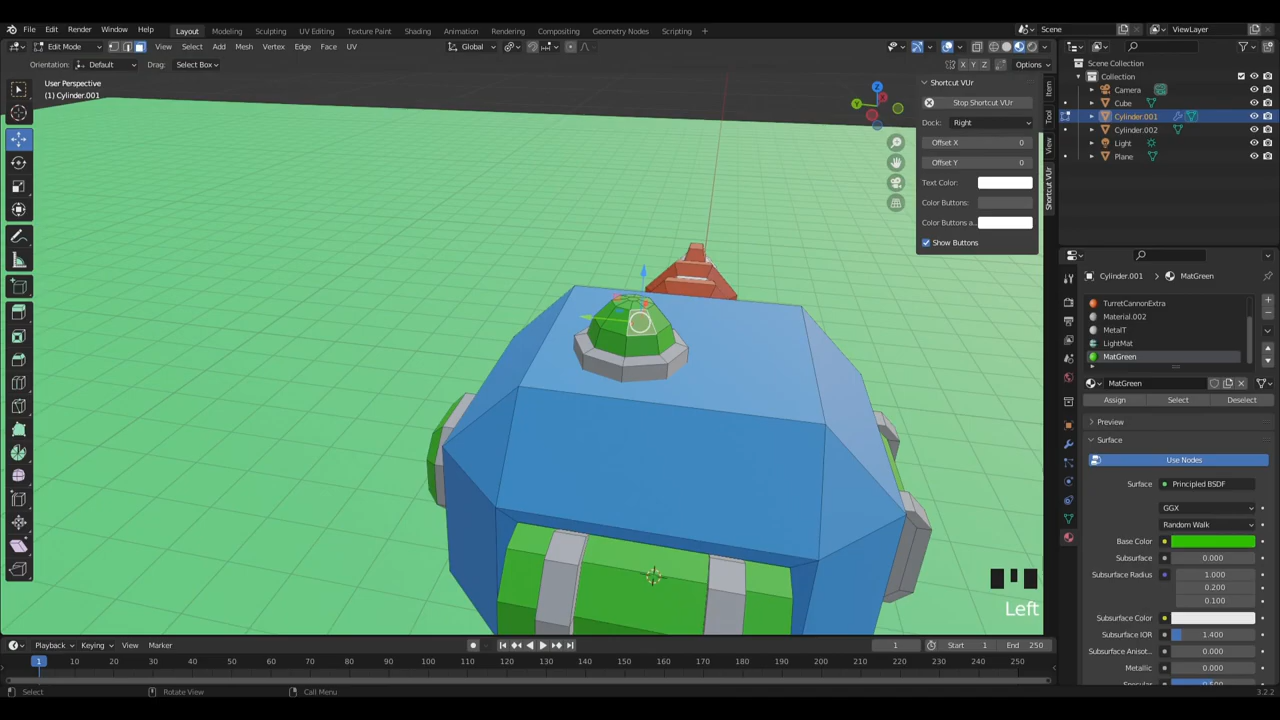 File Edit Render Window Help Layout Modeling Sculpting UV Editing Texture Paint Shading Animation Rendering Compositing Geometry Nodes Scripting Scene ViewLayer
Edit Mode View Select Add Mesh Vertex Edge Face UV Global
Orientation: Default Drag: Select Box X Y Z Options
User Perspective
(1) Cylinder.001
Shortcut VUr
Stop Shortcut VUr
Dock: Right
Offset X 0
Offset Y 0
Text Color:
Color Buttons:
Color Buttons a...
Show Buttons
Item
Tool
View
Shortcut VUr
Scene Collection
Collection
Camera
Cube
Cylinder.001
Cylinder.002
Light
Plane
Cylinder.001 MatGreen
TurretCannonExtra
Material.002
MetalT
LightMat
MatGreen
MatGreen
Assign Select Deselect
Preview
Surface
Use Nodes
Surface Principled BSDF
GGX
Random Walk
Base Color
Subsurface 0.000
Subsurface Radius 1.000
0.200
0.100
Subsurface Color
Subsurface IOR 1.400
Subsurface Anisot... 0.000
Metallic 0.000
Left
Playback Keying View Marker 1 Start 1 End 250
1 10 20 30 40 50 60 70 80 90 100 110 120 130 140 150 160 170 180 190 200 210 220 230 240 250
Select Rotate View Call Menu 3.2.2